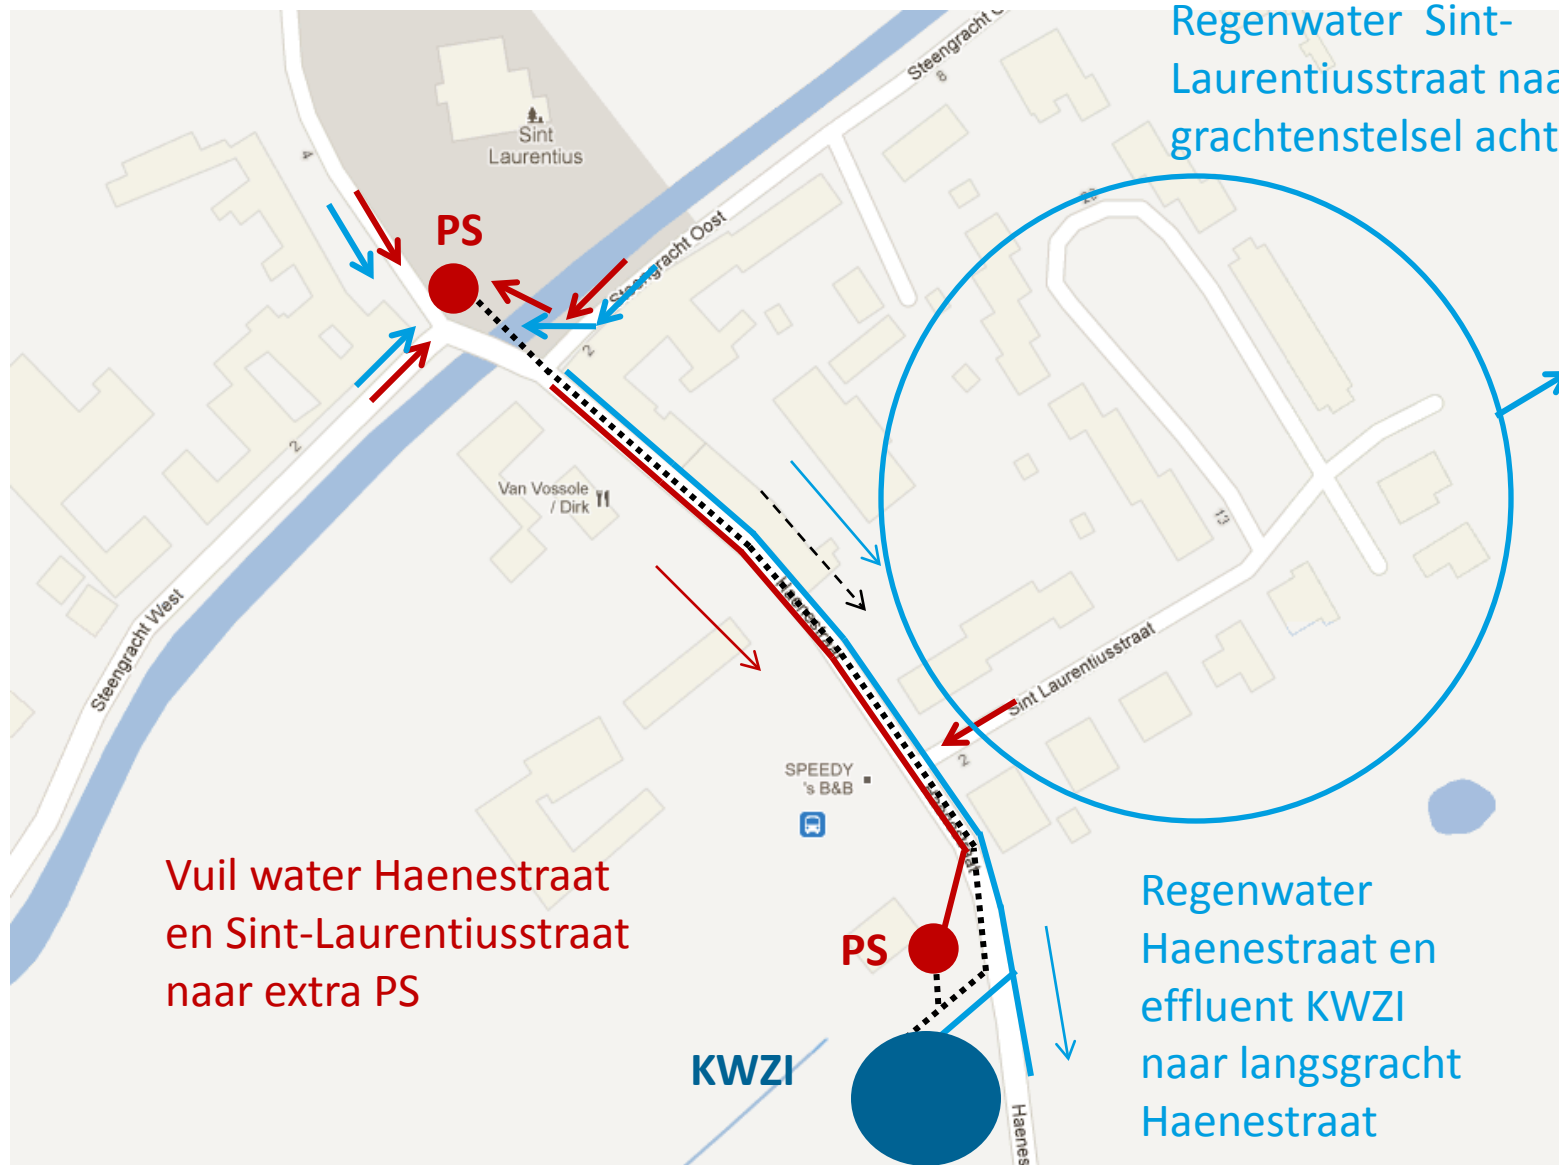 Regenwater Sint-
Laurentiusstraat
grachtenstelsel
Steengracht
8
Sint
Laurentius
4
22
PS
Steengracht Oost
2
2
Van Vossole
/ Dirk
13
Haenestraat
Steengracht West
Sint Laurentiusstraat
2
SPEEDY
's B&B
Vuil water Haenestraat
en Sint-Laurentiusstraat
naar extra PS
PS
Regenwater
Haenestraat en
effluent KWZI
naar langsgracht
Haenestraat
KWZI